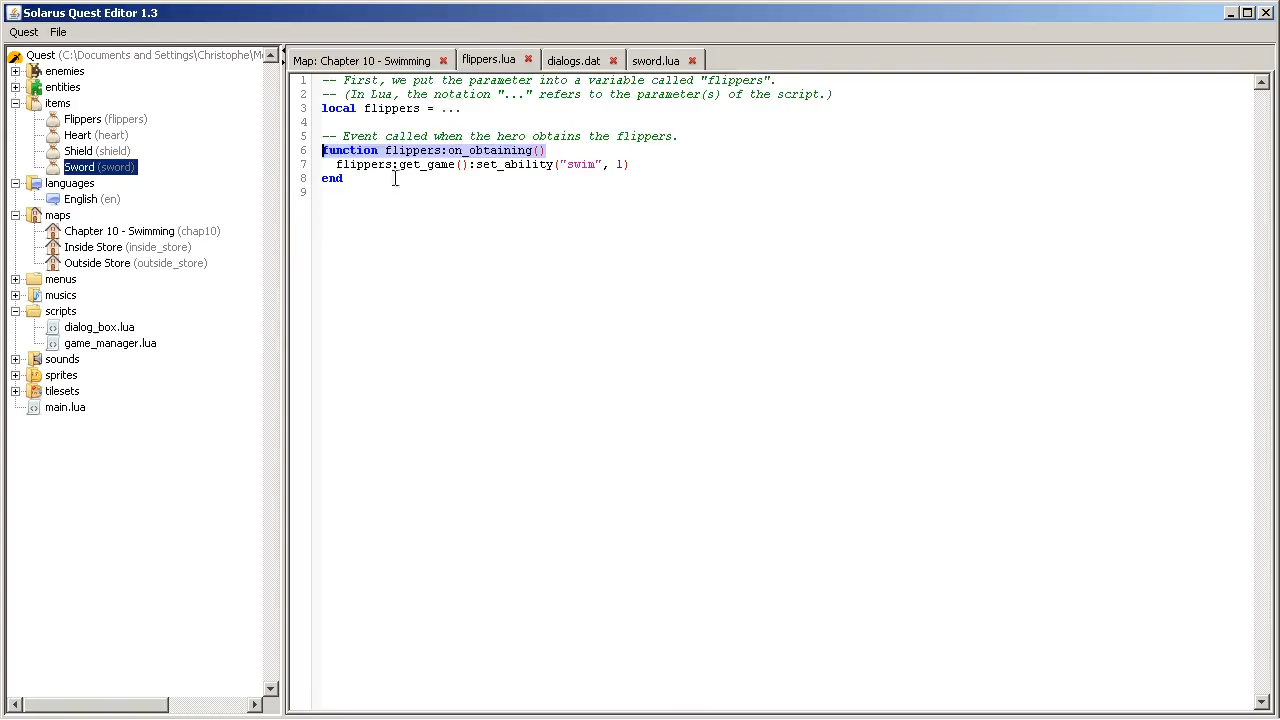 Solarus Quest Editor 1.3
Quest File
Quest (C:\Documents and Settings\Christophe\M
enemies
entities
items
Flippers (flippers)
Heart (heart)
Shield (shield)
Sword (sword)
languages
English (en)
maps
Chapter 10 - Swimming (chap10)
Inside Store (inside_store)
Outside Store (outside_store)
menus
musics
scripts
dialog_box.lua
game_manager.lua
sounds
sprites
tilesets
main.lua
Map: Chapter 10 - Swimming flippers.lua dialogs.dat sword.lua
1 -- First, we put the parameter into a variable called "flippers".
2 -- (In Lua, the notation "..." refers to the parameter(s) of the script.)
3 local flippers = ...
4
5 -- Event called when the hero obtains the flippers.
6 function flippers:on_obtaining()
7 flippers:get_game():set_ability("swim", 1)
8 end
9